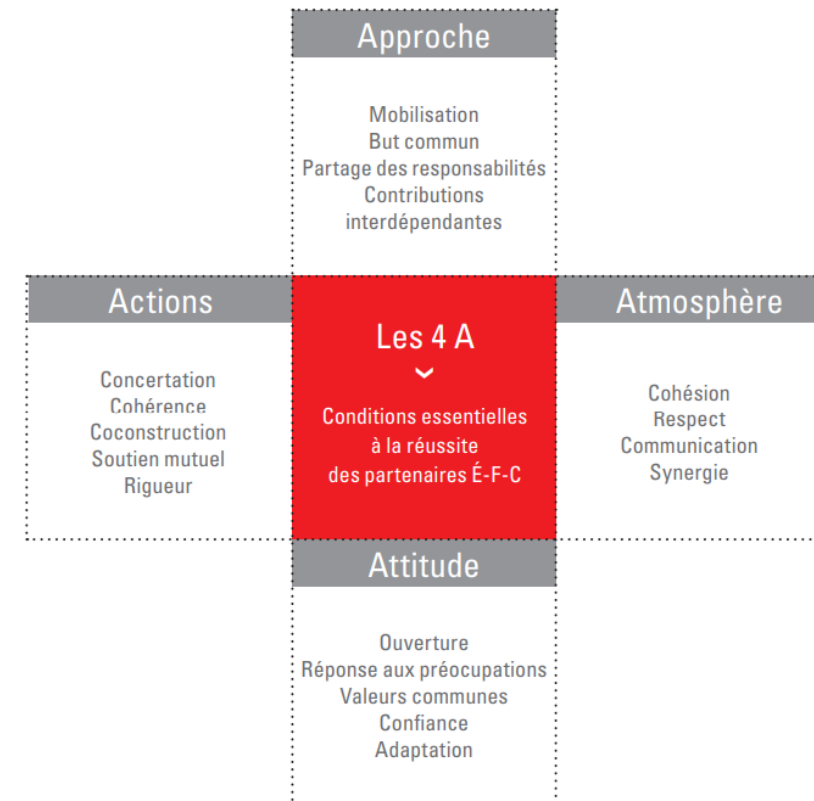 Approche
Mobilisation
But commun
Partage des responsabilités
Contributions
interdépendantes
Actions
Concertation
Cohérence
Coconstruction
Soutien mutuel
Rigueur
Les 4 A
Conditions essentielles
à la réussite
des partenaires É-F-C
Atmosphère
Cohésion
Respect
Communication
Synergie
Attitude
Ouverture
Réponse aux préocupations
Valeurs communes
Confiance
Adaptation